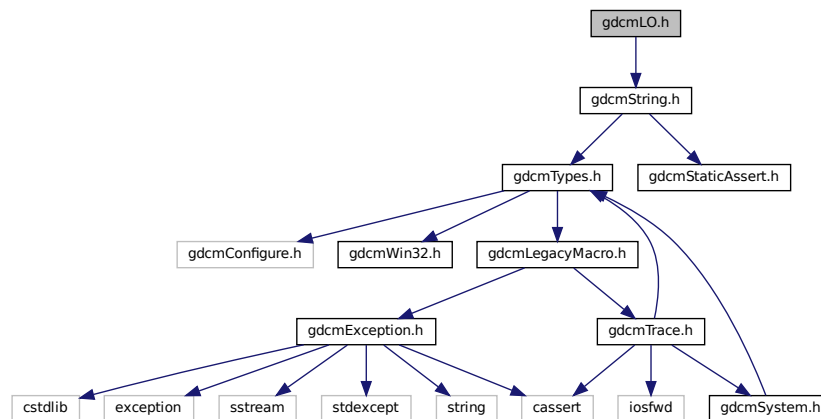 gdcmLO.h
gdcmString.h
gdcmTypes.h
gdcmStaticAssert.h
gdcmConfigure.h
gdcmWin32.h
gdcmLegacyMacro.h
gdcmException.h
gdcmTrace.h
cstdlib
exception
sstream
stdexcept
string
cassert
iosfwd
gdcmSystem.h